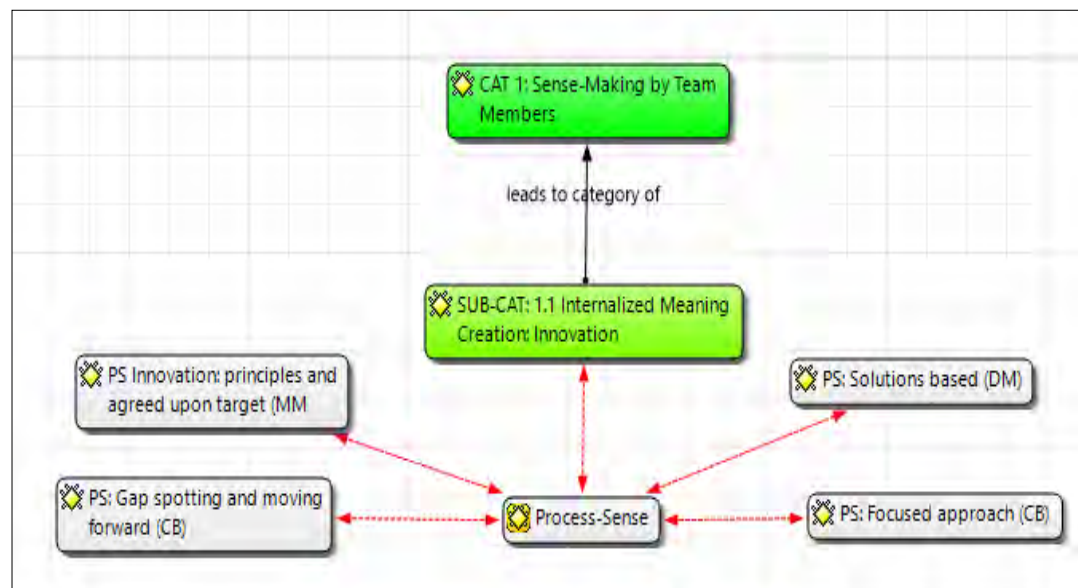 CAT 1: Sense-Making by Team
Members
leads to category of
SUB-CAT: 1.1 Internalized Meaning
Creation: Innovation
PS Innovation: principles and
agreed upon target (MM
PS: Solutions based (DM)
PS: Gap spotting and moving
forward (CB)
Process-Sense
PS: Focused approach (CB)